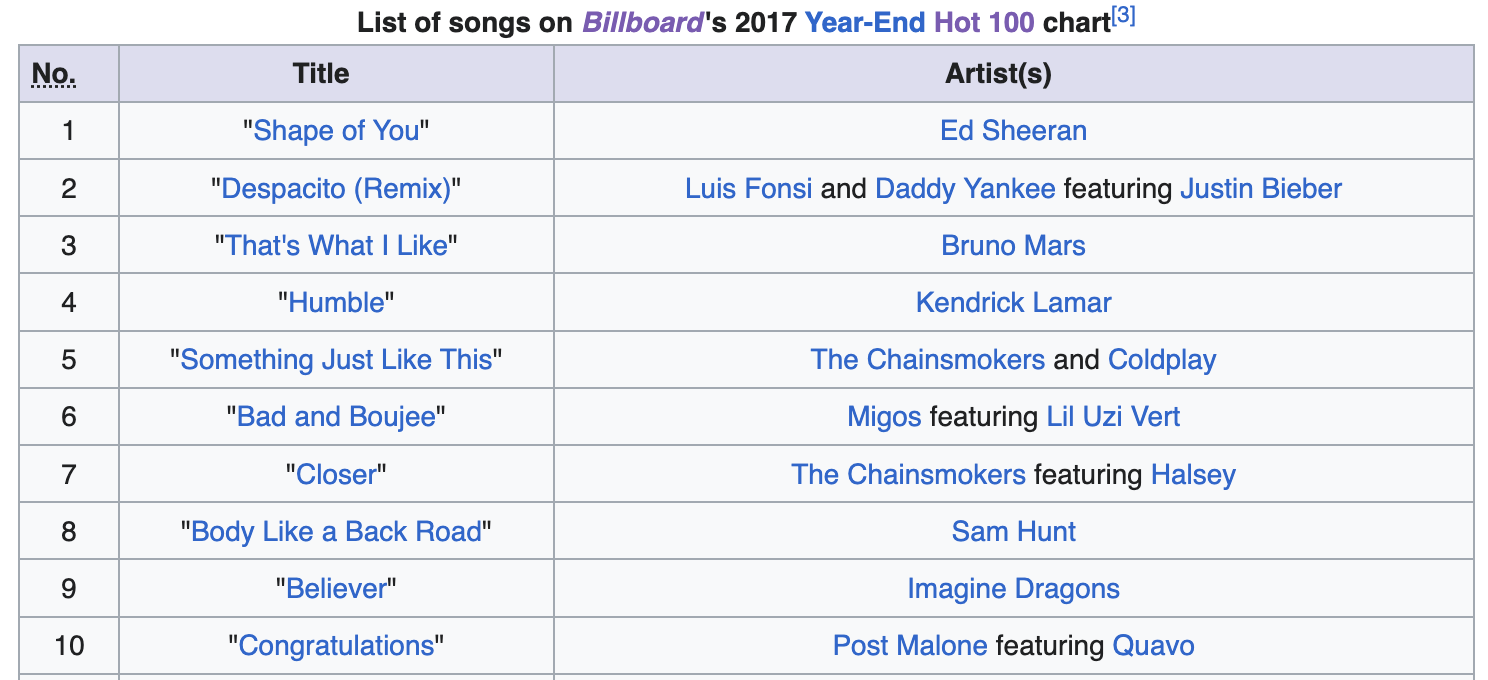 List of songs on Billboard's 2017 Year-End Hot 100 chart[3]
No. Title Artist(s)
1 "Shape of You" Ed Sheeran
2 "Despacito (Remix)" Luis Fonsi and Daddy Yankee featuring Justin Bieber
3 "That's What I Like" Bruno Mars
4 "Humble" Kendrick Lamar
5 "Something Just Like This" The Chainsmokers and Coldplay
6 "Bad and Boujee" Migos featuring Lil Uzi Vert
7 "Closer" The Chainsmokers featuring Halsey
8 "Body Like a Back Road" Sam Hunt
9 "Believer" Imagine Dragons
10 "Congratulations" Post Malone featuring Quavo